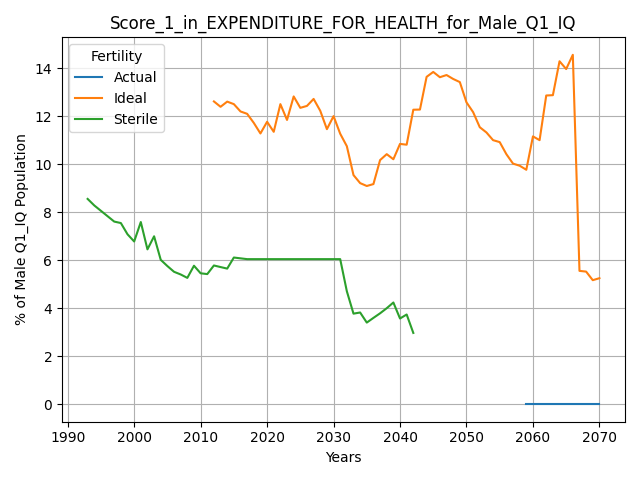 Score_1_in_EXPENDITURE_FOR_HEALTH_for_Male_Q1_IQ
Fertility
Actual
Ideal
Sterile
% of Male Q1_IQ Population
14
12
10
8
6
4
2
0
1990 2000 2010 2020 2030 2040 2050 2060 2070
Years